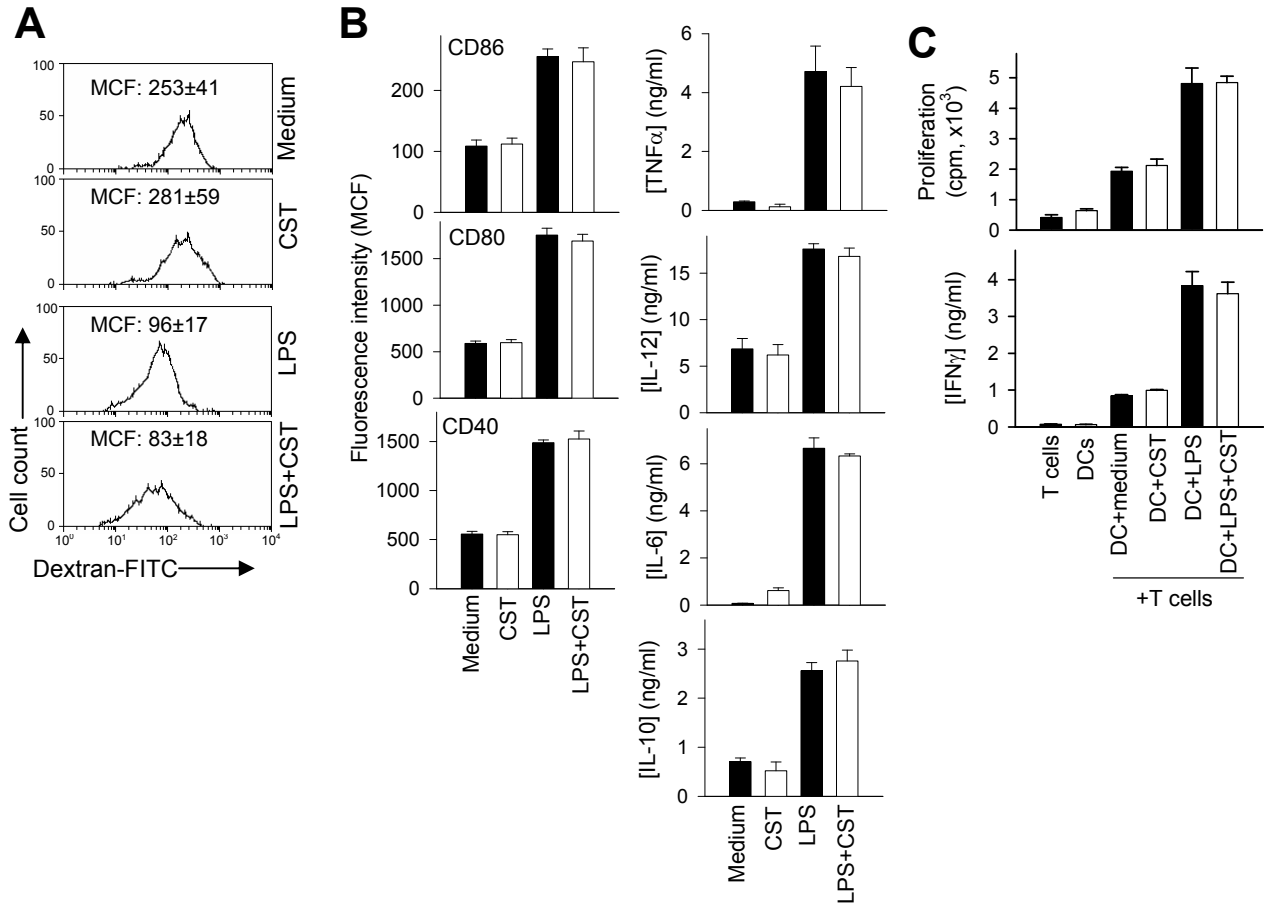 A
100
50
0
MCF: 253±41
Medium
100
50
0
MCF: 281±59
CST
100
50
0
MCF: 96±17
LPS
100
50
0
MCF: 83±18
LPS+CST
10⁰ 10¹ 10² 10³ 10⁴
Cell count
Dextran-FITC
B
Fluorescence intensity (MCF)
CD86
200
100
0
CD80
1500
1000
500
0
CD40
1500
1000
500
0
Medium
CST
LPS
LPS+CST
[TNFα] (ng/ml)
6
4
2
0
[IL-12] (ng/ml)
15
10
5
0
[IL-6] (ng/ml)
6
4
2
0
[IL-10] (ng/ml)
3
2
1
0
Medium
CST
LPS
LPS+CST
C
Proliferation
(cpm, x10³)
5
4
3
2
1
0
[IFNγ] (ng/ml)
4
3
2
1
0
T cells
DCs
DC+medium
DC+CST
DC+LPS
DC+LPS+CST
+T cells